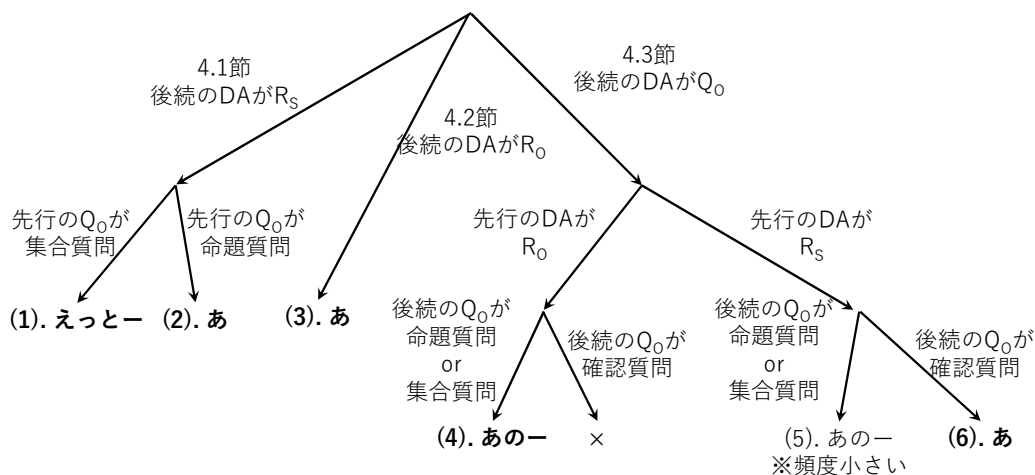 4.1節
後続のDAがRS
4.2節
後続のDAがRO
4.3節
後続のDAがQO
先行のQOが
集合質問
先行のQOが
命題質問
先行のDAが
RO
先行のDAが
RS
後続のQOが
命題質問
or
集合質問
後続のQOが
確認質問
後続のQOが
命題質問
or
集合質問
後続のQOが
確認質問
(1). えっとー
(2). あ
(3). あ
(4). あのー
×
(5). あのー
※頻度小さい
(6). あ